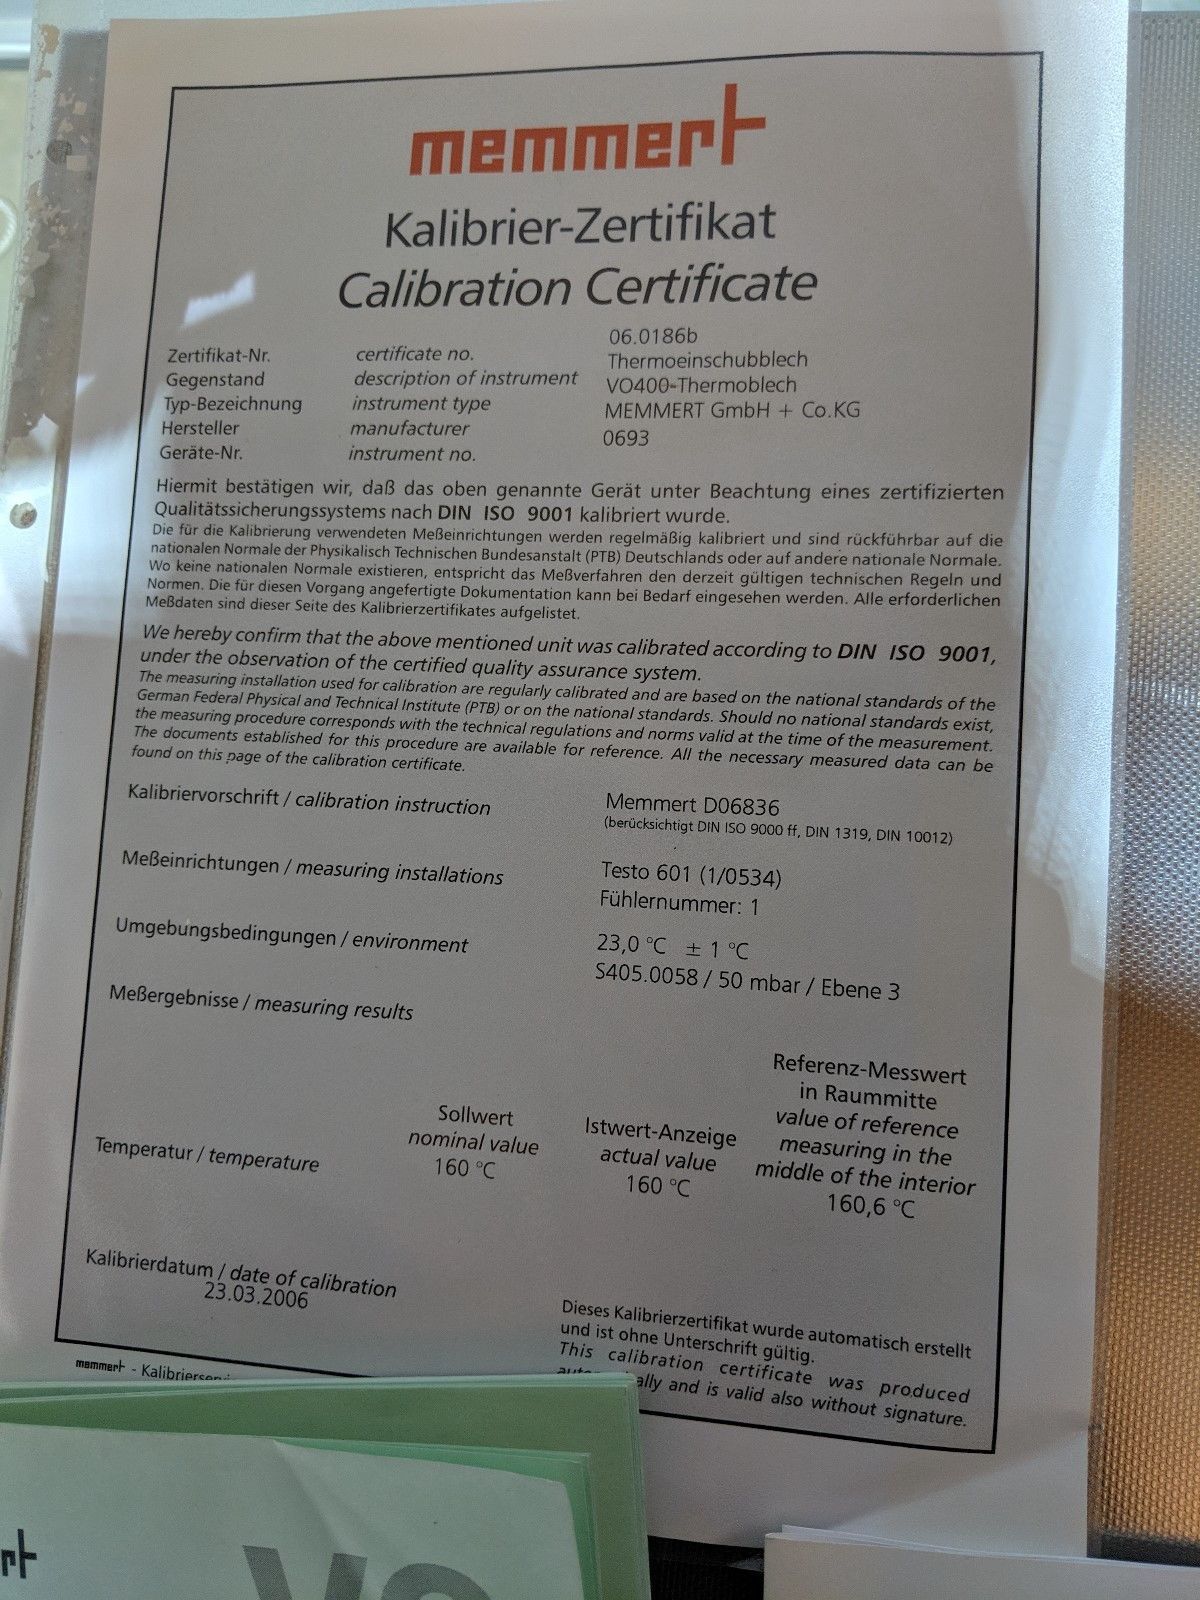 memmert
Kalibrier-Zertifikat
Calibration Certificate
Zertifikat-Nr. certificate no. 06.0186b
Gegenstand description of instrument Thermoeinschubblech
Typ-Bezeichnung instrument type VO400-Thermoblech
Hersteller manufacturer MEMMERT GmbH + Co.KG
Geräte-Nr. instrument no. 0693
Hiermit bestätigen wir, daß das oben genannte Gerät unter Beachtung eines zertifizierten
Qualitätssicherungssystems nach DIN ISO 9001 kalibriert wurde.
Die für die Kalibrierung verwendeten Meßeinrichtungen werden regelmäßig kalibriert und sind rückführbar auf die
nationalen Normale der Physikalisch Technischen Bundesanstalt (PTB) Deutschlands oder auf andere nationale Normale.
Wo keine nationalen Normale existieren, entspricht das Meßverfahren den derzeit gültigen technischen Regeln und
Normen. Die für diesen Vorgang angefertigte Dokumentation kann bei Bedarf eingesehen werden. Alle erforderlichen
Meßdaten sind dieser Seite des Kalibrierzertifikates aufgelistet.
We hereby confirm that the above mentioned unit was calibrated according to DIN ISO 9001,
under the observation of the certified quality assurance system.
The measuring installation used for calibration are regularly calibrated and are based on the national standards of the
German Federal Physical and Technical Institute (PTB) or on the national standards. Should no national standards exist,
the measuring procedure corresponds with the technical regulations and norms valid at the time of the measurement.
The documents established for this procedure are available for reference. All the necessary measured data can be
found on this page of the calibration certificate.
Kalibriervorschrift / calibration instruction Memmert D06836
(berücksichtigt DIN ISO 9000 ff, DIN 1319, DIN 10012)
Meßeinrichtungen / measuring installations Testo 601 (1/0534)
Fühlernummer: 1
Umgebungsbedingungen / environment 23,0 °C ± 1 °C
S405.0058 / 50 mbar / Ebene 3
Meßergebnisse / measuring results
Referenz-Messwert
in Raummitte
value of reference
measuring in the
middle of the interior
160,6 °C
Istwert-Anzeige
actual value
160 °C
Sollwert
nominal value
160 °C
Temperatur / temperature
Kalibrierdatum / date of calibration
23.03.2006
Dieses Kalibrierzertifikat wurde automatisch erstellt
und ist ohne Unterschrift gültig.
This calibration certificate was produced
ally and is valid also without signature.
memmert - Kalibrierservi
rt
VO